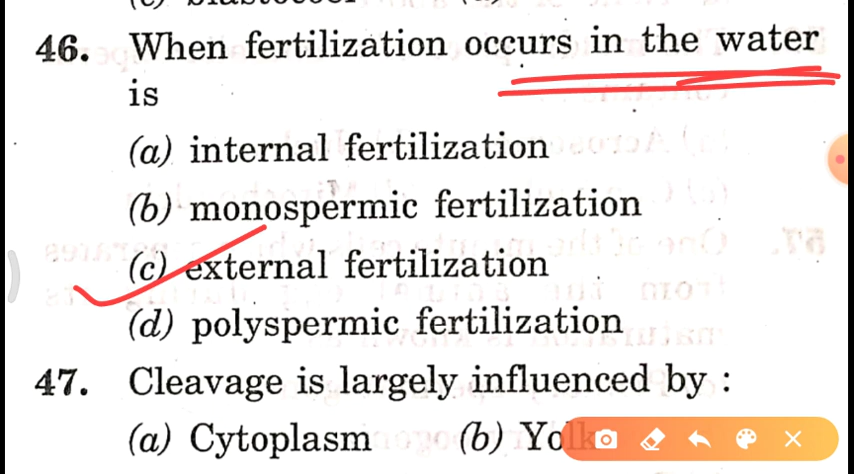 46. When fertilization occurs in the water
is
(a) internal fertilization
(b) monospermic fertilization
(c) external fertilization
(d) polyspermic fertilization
47. Cleavage is largely influenced by :
(a) Cytoplasm (b) Yolk